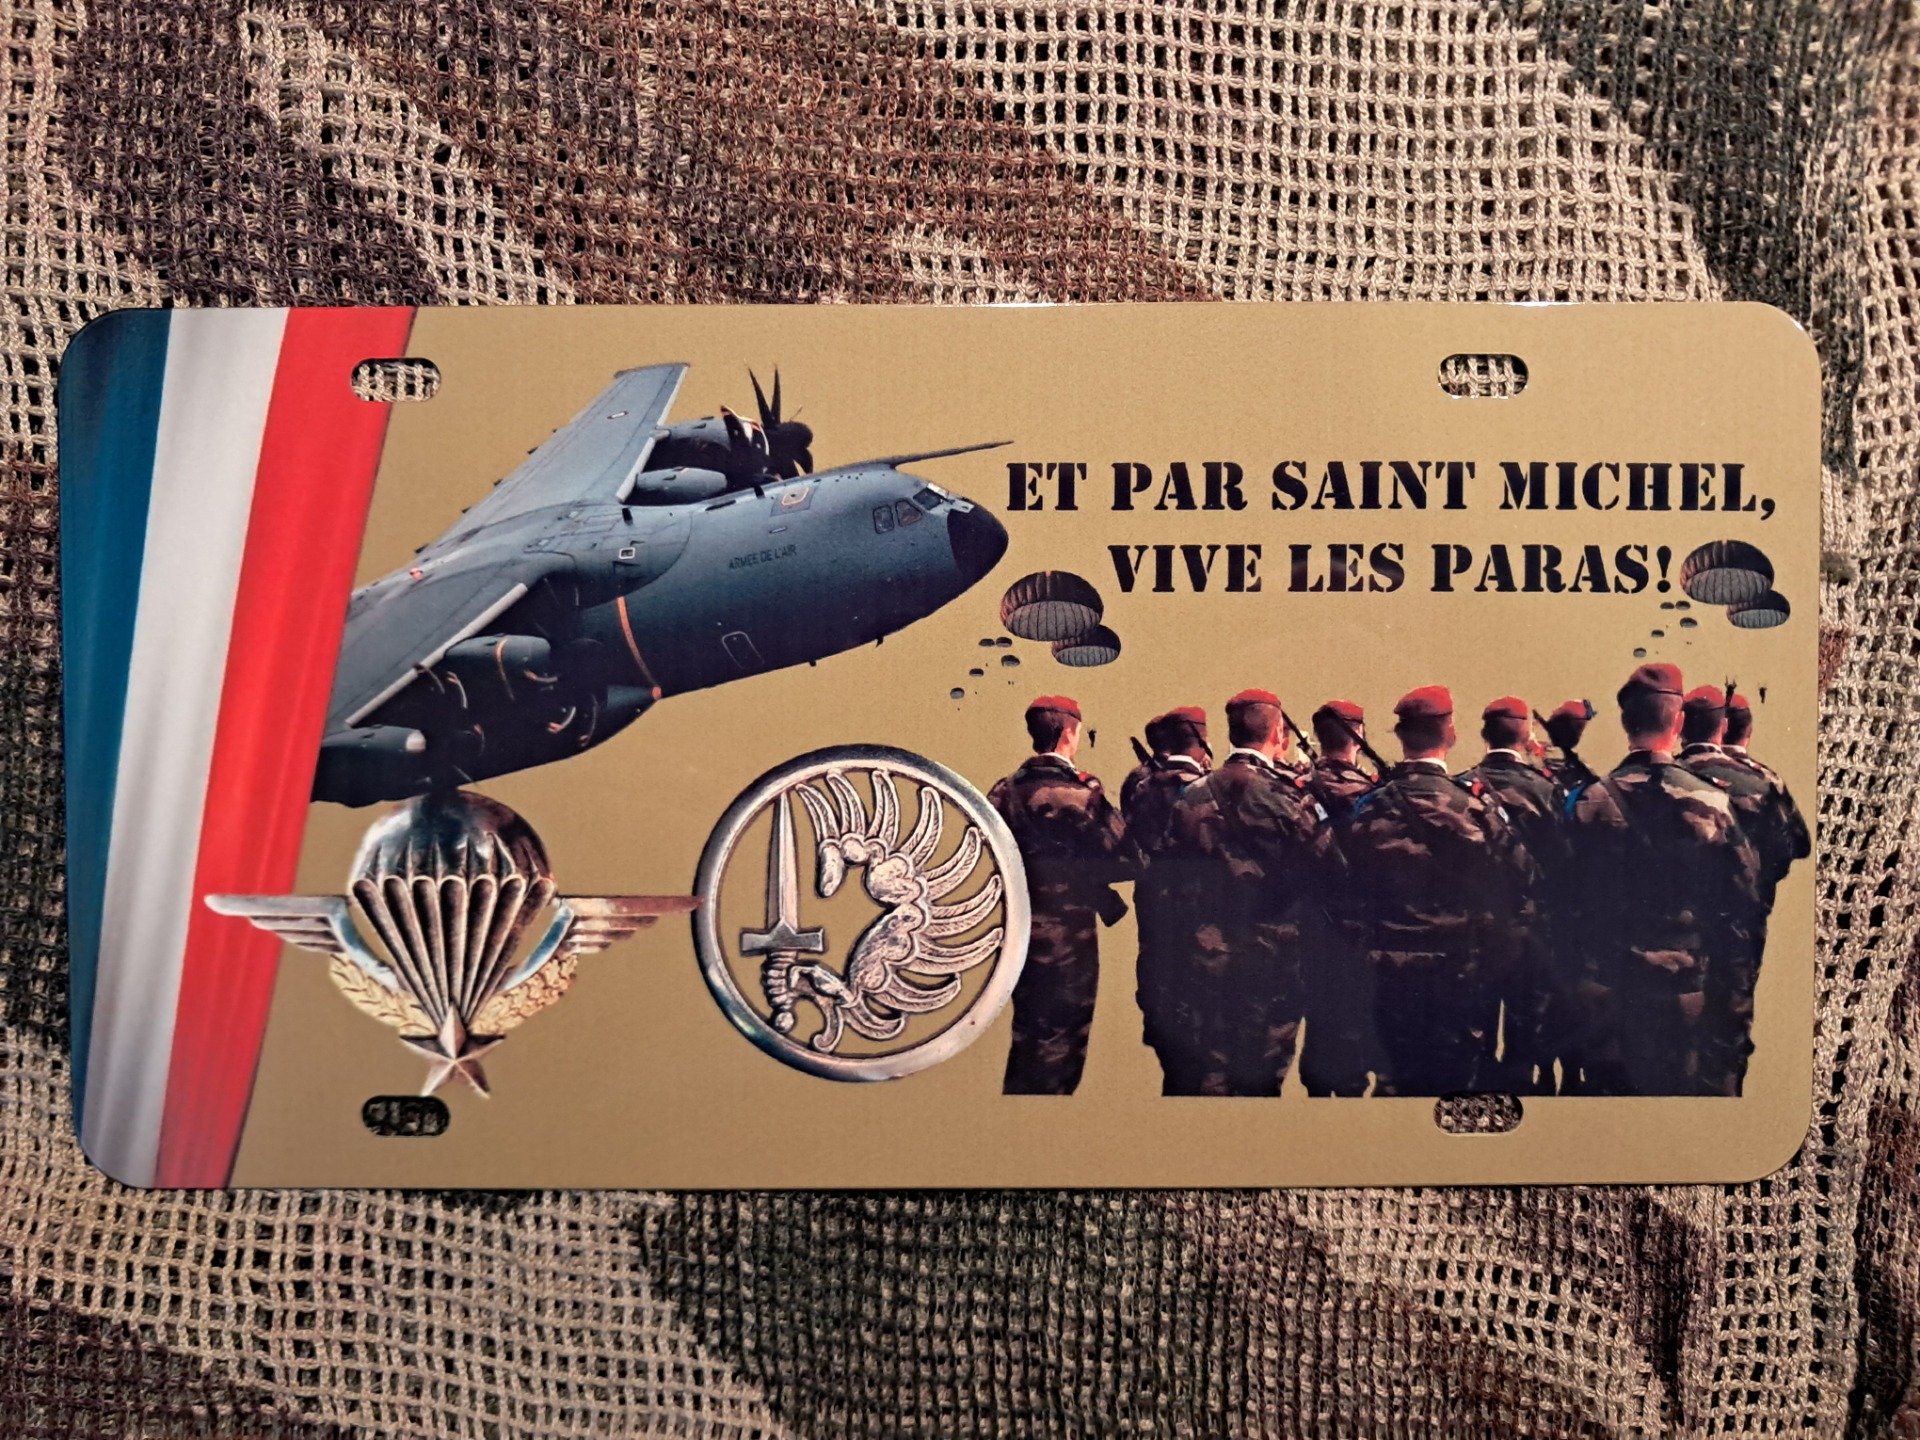 ET PAR SAINT MICHEL,
VIVE LES PARAS!
ARMÉE DE L'AIR